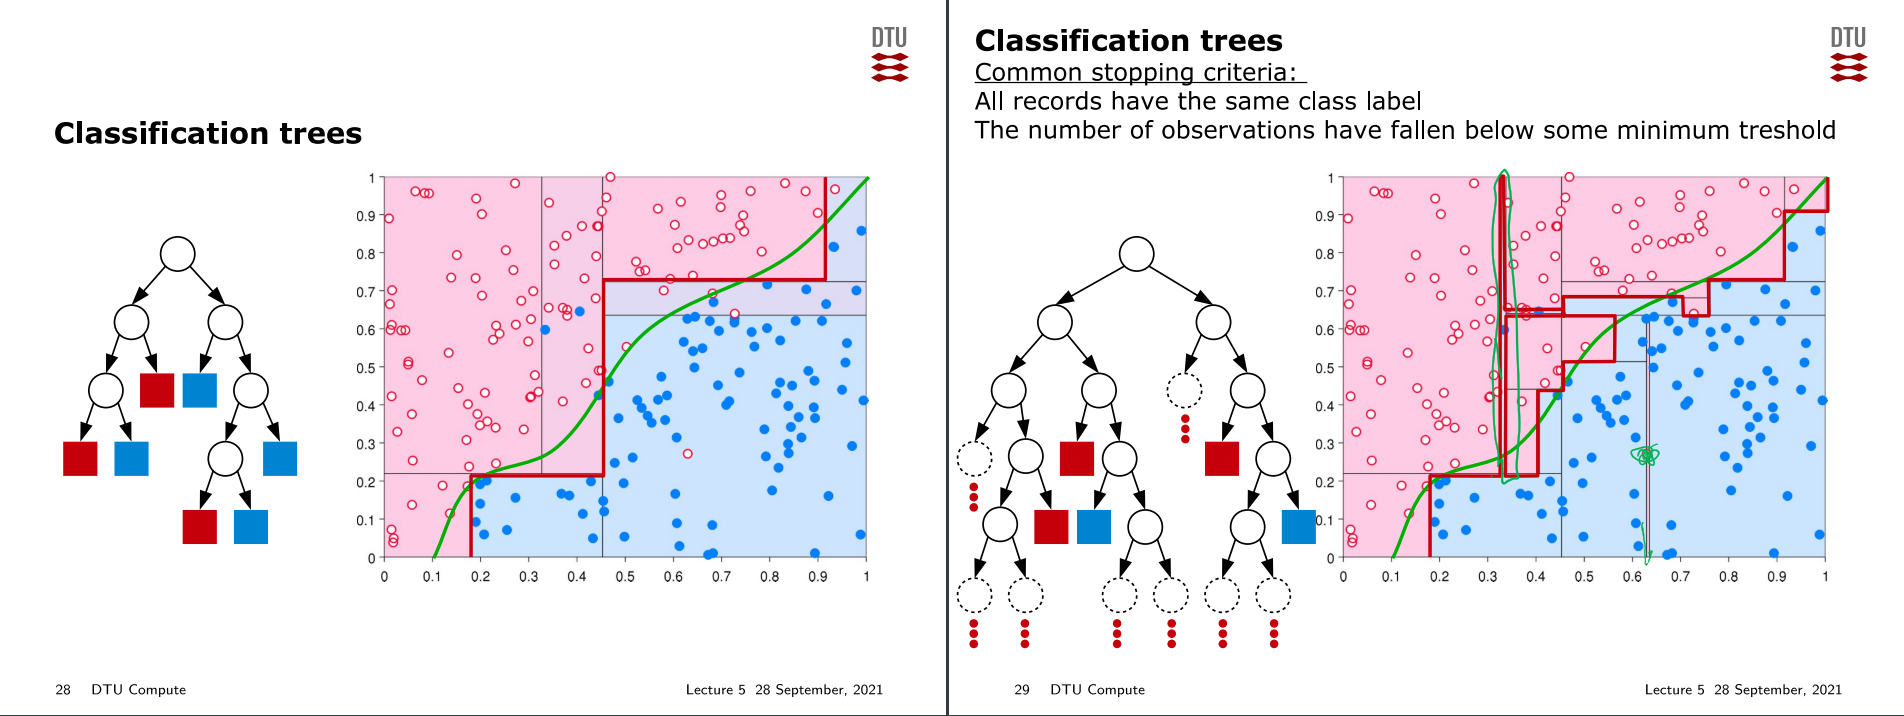 DTU
Classification trees
1
0.9
0.8
0.7
0.6
0.5
0.4
0.3
0.2
0.1
0
0 0.1 0.2 0.3 0.4 0.5 0.6 0.7 0.8 0.9 1
28 DTU Compute
Lecture 5 28 September, 2021
DTU
Classification trees
Common stopping criteria:
All records have the same class label
The number of observations have fallen below some minimum treshold
1
0.9
0.8
0.7
0.6
0.5
0.4
0.3
0.2
0.1
0
0 0.1 0.2 0.3 0.4 0.5 0.6 0.7 0.8 0.9 1
29 DTU Compute
Lecture 5 28 September, 2021